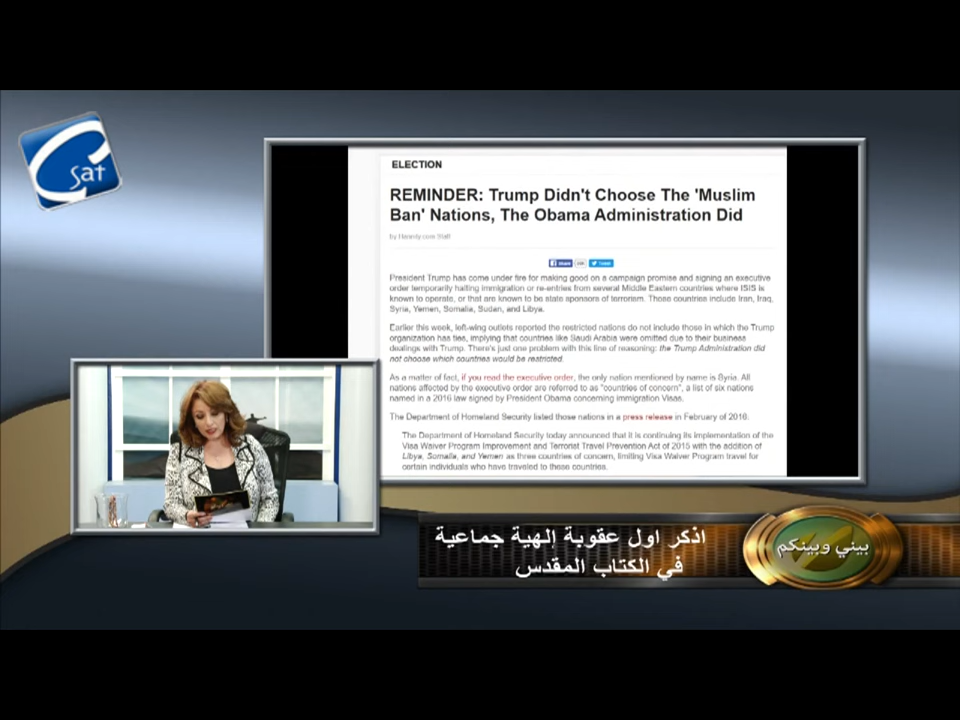 Sat
ELECTION
REMINDER: Trump Didn't Choose The 'Muslim
Ban' Nations, The Obama Administration Did
by Hannity.com Staff
Share
Tweet
President Trump has come under fire for making good on a campaign promise and signing an executive
order temporarily halting immigration or re-entries from several Middle Eastern countries where ISIS is
known to operate, or that are known to be state sponsors of terrorism. Those countries include Iran, Iraq,
Syria, Yemen, Somalia, Sudan, and Libya.
Earlier this week, left-wing outlets reported the restricted nations do not include those in which the Trump
organization has ties, implying that countries like Saudi Arabia were omitted due to their business
dealings with Trump. There's just one problem with this line of reasoning: the Trump Administration did
not choose which countries would be restricted.
As a matter of fact, if you read the executive order, the only nation mentioned by name is Syria. All
nations affected by the executive order are referred to as "countries of concern", a list of six nations
named in a 2016 law signed by President Obama concerning immigration Visas.
The Department of Homeland Security listed those nations in a press release in February of 2016.
The Department of Homeland Security today announced that it is continuing its implementation of the
Visa Waiver Program Improvement and Terrorist Travel Prevention Act of 2015 with the addition of
Libya, Somalia, and Yemen as three countries of concern, limiting Visa Waiver Program travel for
certain individuals who have traveled to these countries.
اذكر اول عقوبة إلهية جماعية
في الكتاب المقدس
بيني وبينكم